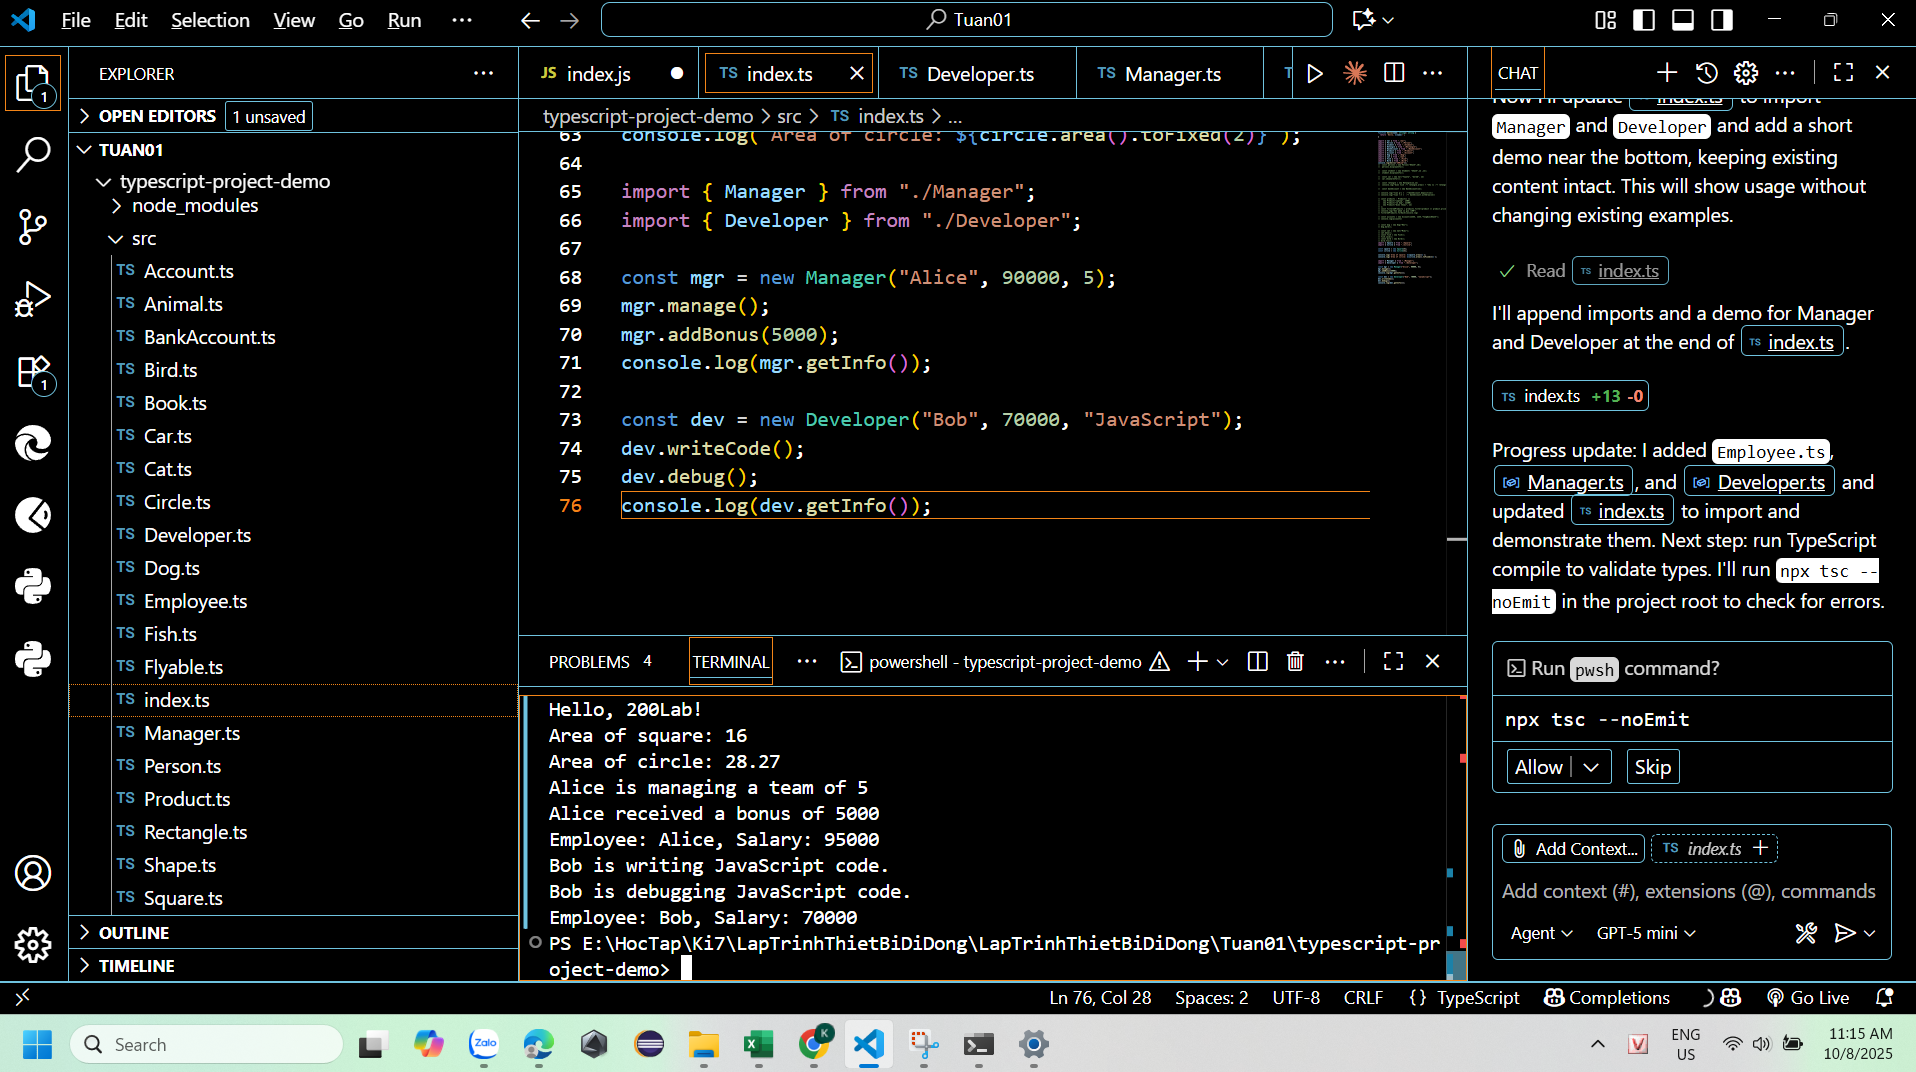 File Edit Selection View Go Run ...
Tuan01
EXPLORER
OPEN EDITORS 1 unsaved
TUAN01
typescript-project-demo
node_modules
src
TS Account.ts
TS Animal.ts
TS BankAccount.ts
TS Bird.ts
TS Book.ts
TS Car.ts
TS Cat.ts
TS Circle.ts
TS Developer.ts
TS Dog.ts
TS Employee.ts
TS Fish.ts
TS Flyable.ts
TS index.ts
TS Manager.ts
TS Person.ts
TS Product.ts
TS Rectangle.ts
TS Shape.ts
TS Square.ts
OUTLINE
TIMELINE
JS index.js
TS index.ts
TS Developer.ts
TS Manager.ts
typescript-project-demo > src > TS index.ts > ...
63 console.log(`Area of circle: ${circle.area().toFixed(2)}`);
64
65 import { Manager } from "./Manager";
66 import { Developer } from "./Developer";
67
68 const mgr = new Manager("Alice", 90000, 5);
69 mgr.manage();
70 mgr.addBonus(5000);
71 console.log(mgr.getInfo());
72
73 const dev = new Developer("Bob", 70000, "JavaScript");
74 dev.writeCode();
75 dev.debug();
76 console.log(dev.getInfo());
PROBLEMS 4 TERMINAL ... powershell - typescript-project-demo
Hello, 200Lab!
Area of square: 16
Area of circle: 28.27
Alice is managing a team of 5
Alice received a bonus of 5000
Employee: Alice, Salary: 95000
Bob is writing JavaScript code.
Bob is debugging JavaScript code.
Employee: Bob, Salary: 70000
PS E:\HocTap\Ki7\LapTrinhThietBiDiDong\LapTrinhThietBiDiDong\Tuan01\typescript-pr
oject-demo>
CHAT
Now I'll update index.ts to import
Manager and Developer and add a short
demo near the bottom, keeping existing
content intact. This will show usage without
changing existing examples.
Read TS index.ts
I'll append imports and a demo for Manager
and Developer at the end of TS index.ts .
TS index.ts +13 -0
Progress update: I added Employee.ts,
Manager.ts , and Developer.ts and
updated TS index.ts to import and
demonstrate them. Next step: run TypeScript
compile to validate types. I'll run npx tsc --
noEmit in the project root to check for errors.
Run pwsh command?
npx tsc --noEmit
Allow Skip
Add Context... TS index.ts +
Add context (#), extensions (@), commands
Agent GPT-5 mini
Ln 76, Col 28 Spaces: 2 UTF-8 CRLF {} TypeScript Completions Go Live
Search
Zalo
K
V
ENG
US
11:15 AM
10/8/2025